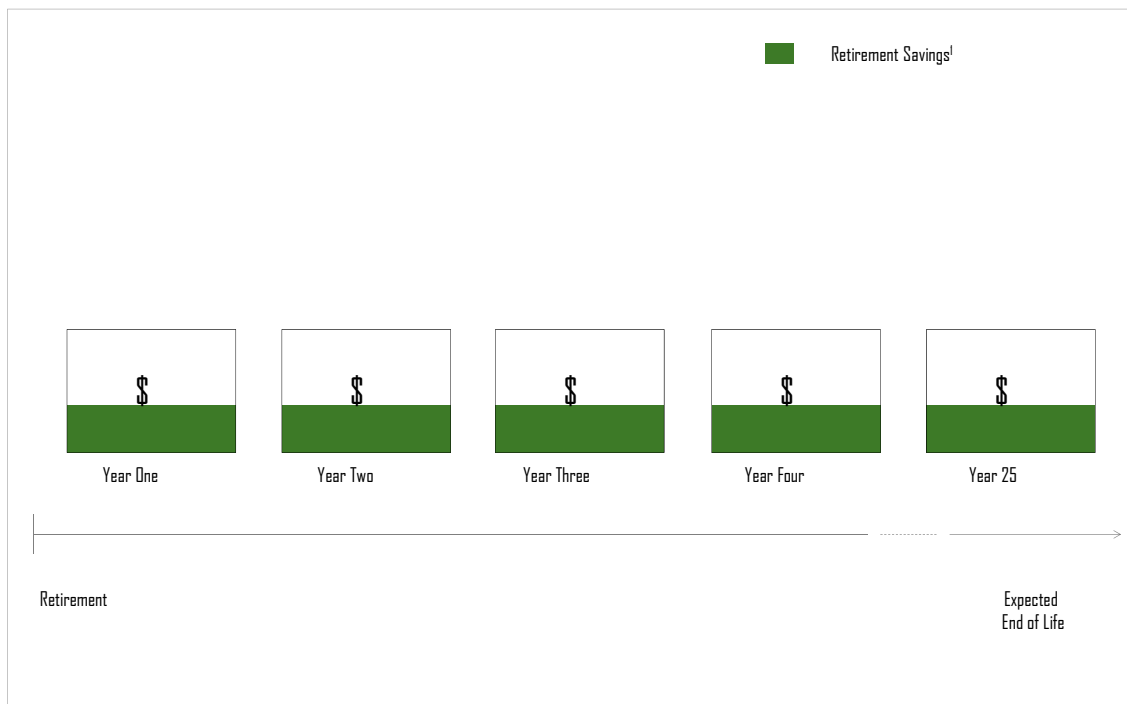 Retirement Savings¹
$ $ $ $ $
Year One Year Two Year Three Year Four Year 25
Retirement
Expected
End of Life